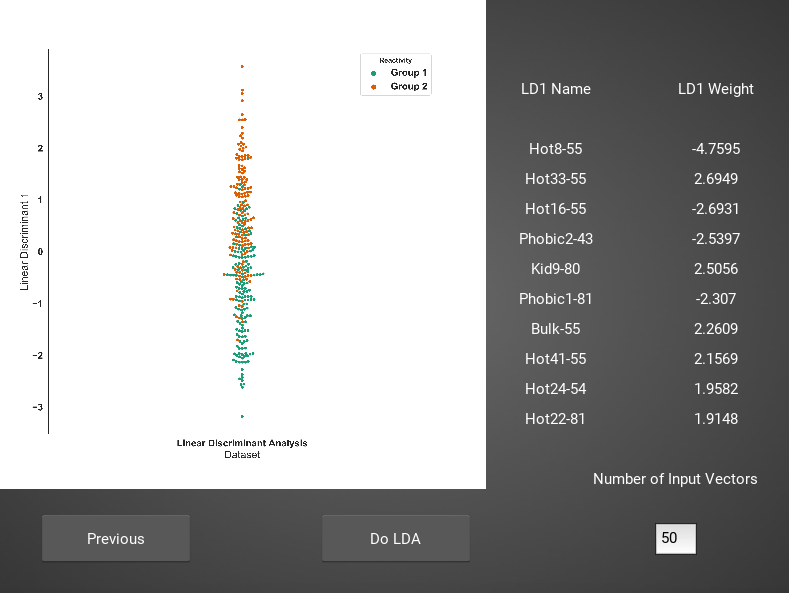 Reactivity
Group 1
Group 2
3
2
1
0
−1
−2
−3
Linear Discriminant 1
Linear Discriminant Analysis
Dataset
LD1 Name LD1 Weight
Hot8-55 -4.7595
Hot33-55 2.6949
Hot16-55 -2.6931
Phobic2-43 -2.5397
Kid9-80 2.5056
Phobic1-81 -2.307
Bulk-55 2.2609
Hot41-55 2.1569
Hot24-54 1.9582
Hot22-81 1.9148
Number of Input Vectors
Previous Do LDA 50